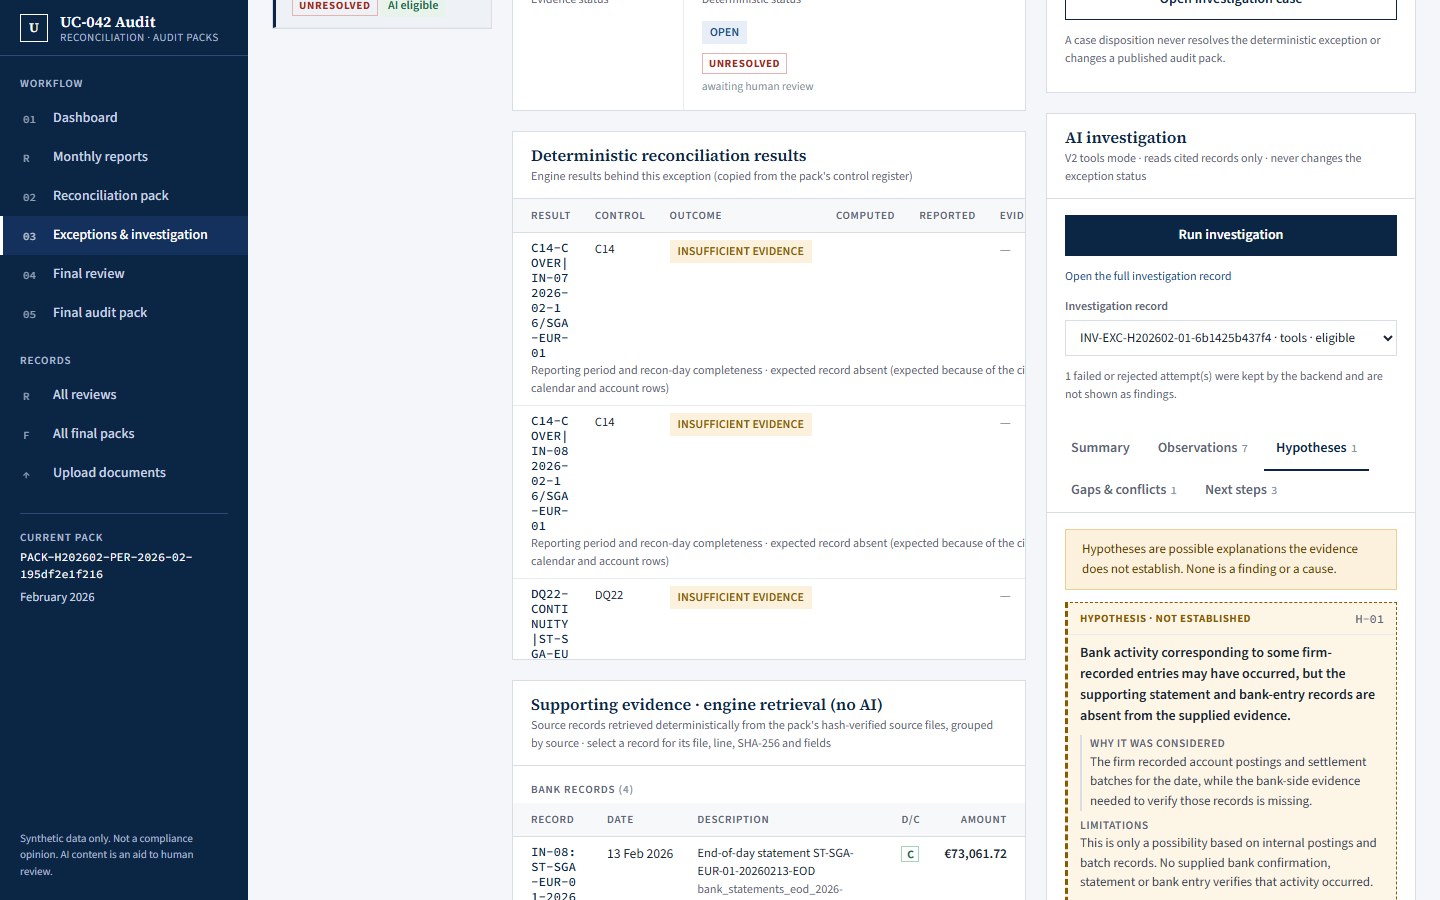 U
UC-042 Audit
RECONCILIATION · AUDIT PACKS
WORKFLOW
01 Dashboard
R Monthly reports
02 Reconciliation pack
03 Exceptions & investigation
04 Final review
05 Final audit pack
RECORDS
R All reviews
F All final packs
↑ Upload documents
CURRENT PACK
PACK-H202602-PER-2026-02-
195df2e1f216
February 2026
Synthetic data only. Not a compliance
opinion. AI content is an aid to human
review.
UNRESOLVED AI eligible
Evidence status
Deterministic status
OPEN
UNRESOLVED
awaiting human review
Deterministic reconciliation results
Engine results behind this exception (copied from the pack's control register)
RESULT CONTROL OUTCOME COMPUTED REPORTED EVID
C14-C
OVER|
IN-07
2026-
02-1
6/SGA
-EUR-
01
C14
INSUFFICIENT EVIDENCE
—
Reporting period and recon-day completeness · expected record absent (expected because of the ci
calendar and account rows)
C14-C
OVER|
IN-08
2026-
02-1
6/SGA
-EUR-
01
C14
INSUFFICIENT EVIDENCE
—
Reporting period and recon-day completeness · expected record absent (expected because of the ci
calendar and account rows)
DQ22-
CONTI
NUITY
|ST-S
GA-EU
DQ22
INSUFFICIENT EVIDENCE
—
Supporting evidence · engine retrieval (no AI)
Source records retrieved deterministically from the pack's hash-verified source files, grouped
by source · select a record for its file, line, SHA-256 and fields
BANK RECORDS (4)
RECORD DATE DESCRIPTION D/C AMOUNT
IN-08:
ST-SGA
-EUR-0
1-2026
13 Feb 2026
End-of-day statement ST-SGA-
EUR-01-20260213-EOD
bank_statements_eod_2026-
C
€73,061.72
Open investigation case
A case disposition never resolves the deterministic exception or
changes a published audit pack.
AI investigation
V2 tools mode · reads cited records only · never changes the
exception status
Run investigation
Open the full investigation record
Investigation record
INV-EXC-H202602-01-6b1425b437f4 · tools · eligible
1 failed or rejected attempt(s) were kept by the backend and are
not shown as findings.
Summary Observations 7 Hypotheses 1
Gaps & conflicts 1 Next steps 3
Hypotheses are possible explanations the evidence
does not establish. None is a finding or a cause.
HYPOTHESIS · NOT ESTABLISHED H-01
Bank activity corresponding to some firm-
recorded entries may have occurred, but the
supporting statement and bank-entry records are
absent from the supplied evidence.
WHY IT WAS CONSIDERED
The firm recorded account postings and settlement
batches for the date, while the bank-side evidence
needed to verify those records is missing.
LIMITATIONS
This is only a possibility based on internal postings and
batch records. No supplied bank confirmation,
statement or bank entry verifies that activity occurred.